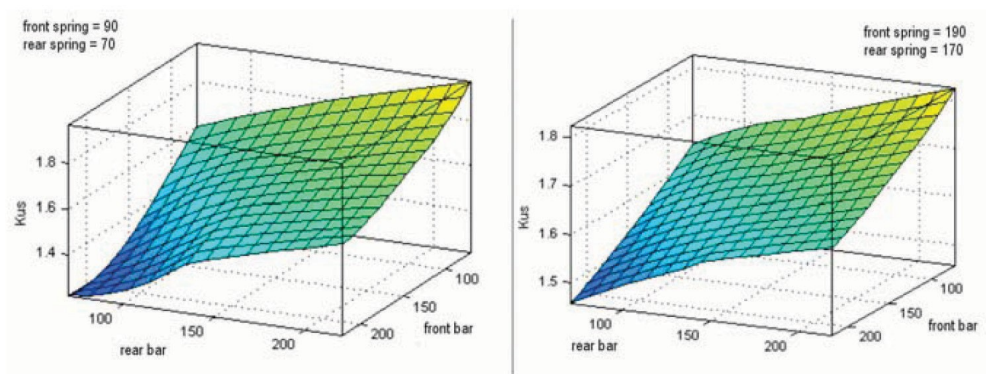 front spring = 90
rear spring = 70
1.8
1.6
1.4
Kus
100
150
200
rear bar
100
150
200
front bar
front spring = 190
rear spring = 170
1.8
1.7
1.6
1.5
Kus
100
150
200
rear bar
100
150
200
front bar